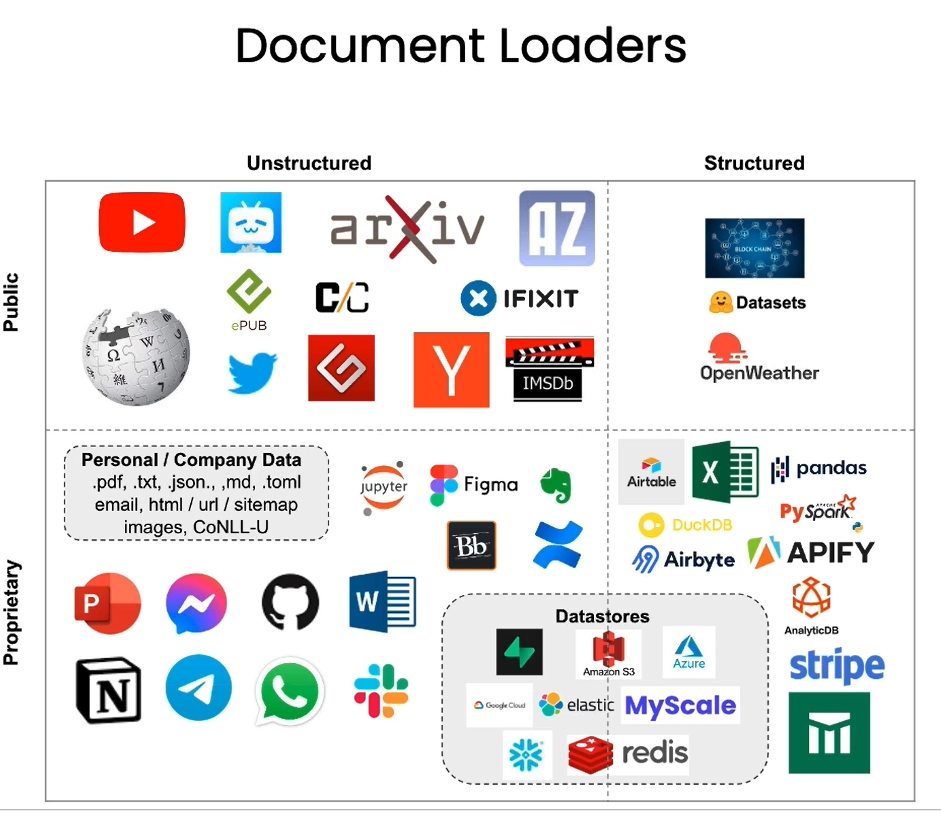 Document Loaders
Unstructured
Structured
Public
arXiv
AZ
BLOCK CHAIN
ePUB
C/C
IFIXIT
Datasets
Ω W И 維
Y
IMSDb
OpenWeather
Proprietary
Personal / Company Data
.pdf, .txt, .json., ,md, .toml
email, html / url / sitemap
images, CoNLL-U
jupyter
Figma
Airtable
X
pandas
Bb
DuckDB
APACHE
PySpark
Airbyte
APIFY
P
W
Datastores
AnalyticDB
Amazon S3
Azure
stripe
N
Google Cloud
elastic
MyScale
redis